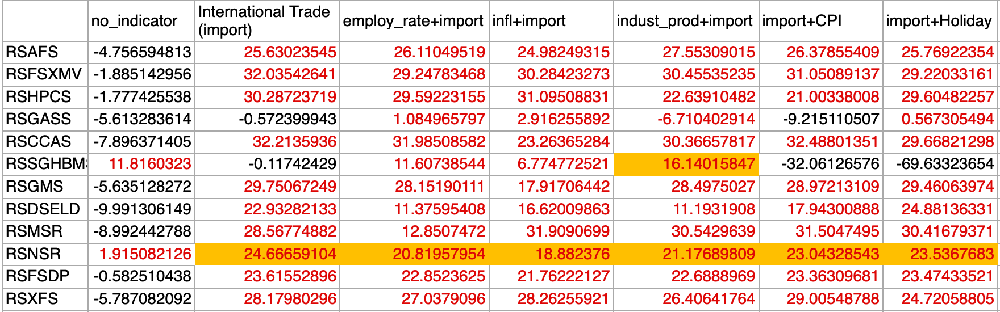 no_indicator International Trade (import) employ_rate+import infl+import indust_prod+import import+CPI import+Holiday
RSAFS -4.756594813 25.63023545 26.11049519 24.98249315 27.55309015 26.37855409 25.76922354
RSFSXMV -1.885142956 32.03542641 29.24783468 30.28423273 30.45535235 31.05089137 29.22033161
RSHPCS -1.777425538 30.28723719 29.59223155 31.09508831 22.63910482 21.00338008 29.60482257
RSGASS -5.613283614 -0.572399943 1.084965797 2.916255892 -6.710402914 -9.215110507 0.567305494
RSCCAS -7.896371405 32.2135936 31.98508582 23.26365284 30.36657817 32.48801351 29.66821298
RSSGHBMS 11.8160323 -0.11742429 11.60738544 6.774772521 16.14015847 -32.06126576 -69.63323654
RSGMS -5.635128272 29.75067249 28.15190111 17.91706442 28.4975027 28.97213109 29.46063974
RSDSELD -9.991306149 22.93282133 11.37595408 16.62009863 11.1931908 17.94300888 24.88136331
RSMSR -8.992442788 28.56774882 12.8507472 31.9090699 30.5429639 31.5047495 30.41679371
RSNSR 1.915082126 24.66659104 20.81957954 18.882376 21.17689809 23.04328543 23.5367683
RSFSDP -0.582510438 23.61552896 22.8523625 21.76222127 22.6888969 23.36309681 23.47433521
RSXFS -5.787082092 28.17980296 27.0379096 28.26255921 26.40641764 29.00548788 24.72058805